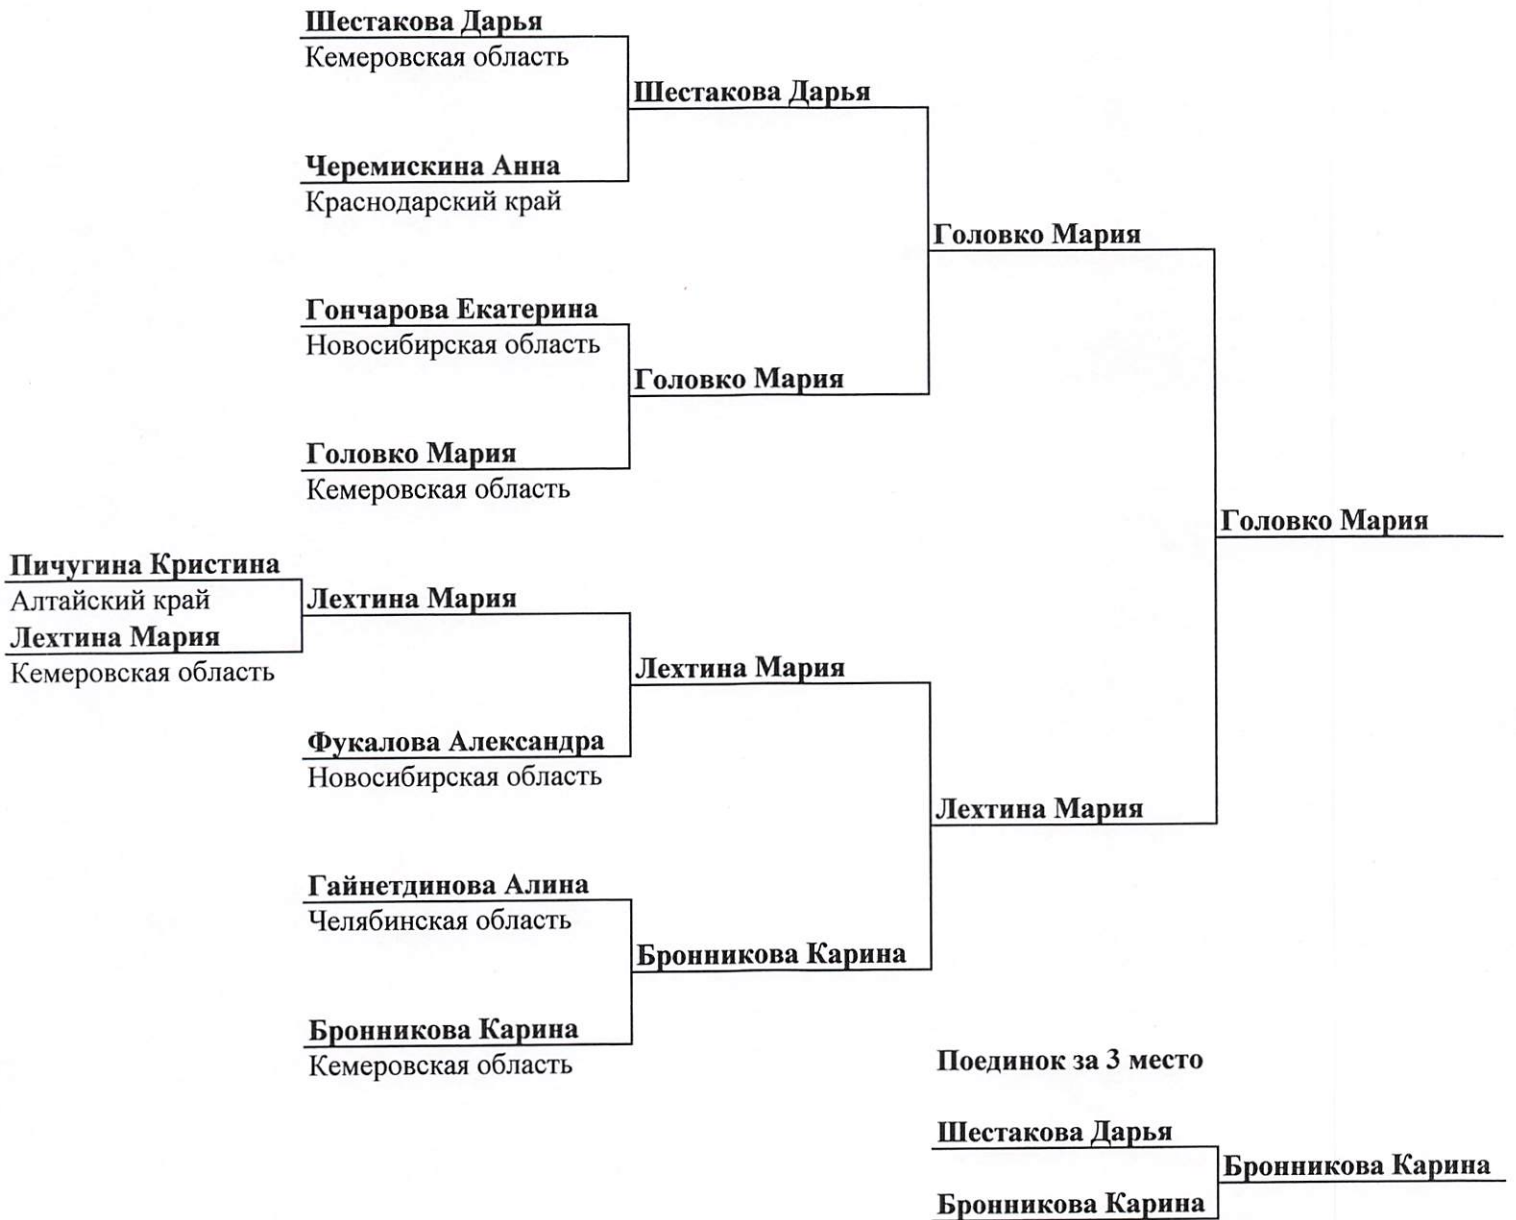 Шестакова Дарья
Кемеровская область
Шестакова Дарья
Черемискина Анна
Краснодарский край
Головко Мария
Гончарова Екатерина
Новосибирская область
Головко Мария
Головко Мария
Кемеровская область
Головко Мария
Пичугина Кристина
Алтайский край
Лехтина Мария
Лехтина Мария
Кемеровская область
Лехтина Мария
Фукалова Александра
Новосибирская область
Лехтина Мария
Гайнетдинова Алина
Челябинская область
Бронникова Карина
Бронникова Карина
Кемеровская область
Поединок за 3 место
Шестакова Дарья
Бронникова Карина
Бронникова Карина